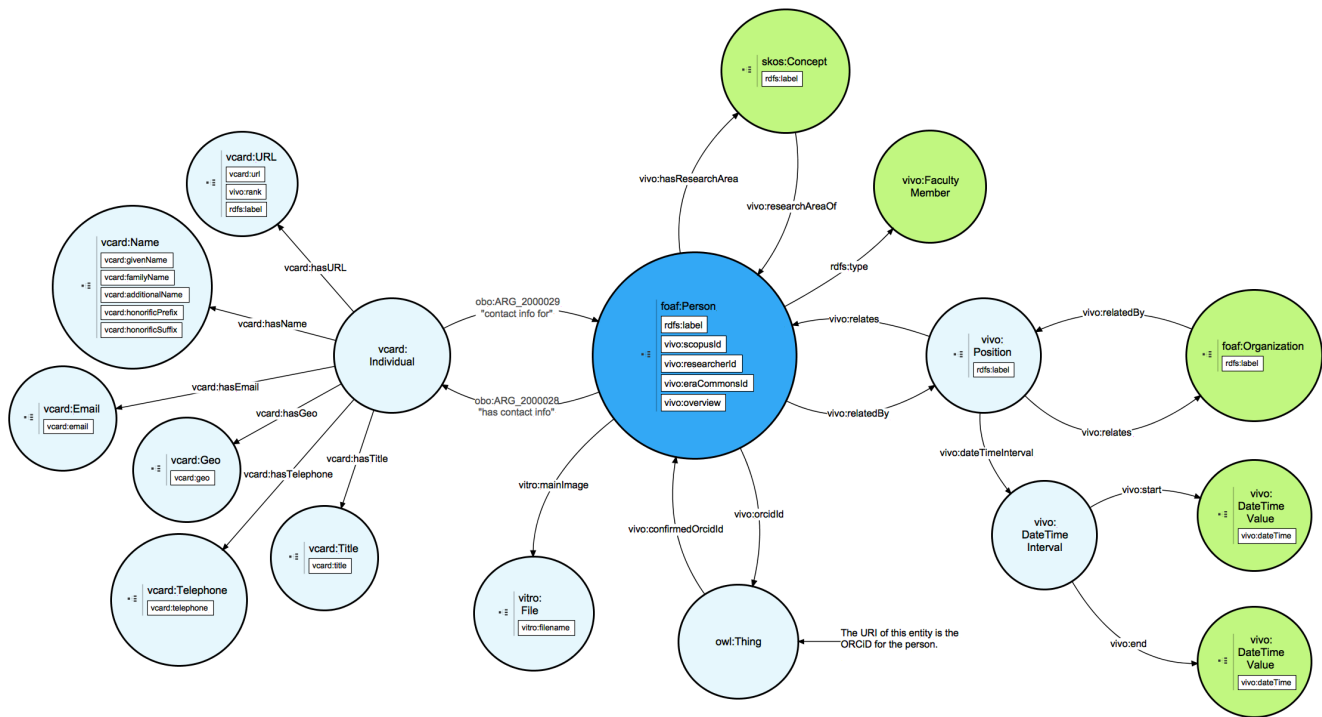 skos:Concept
rdfs:label
vivo:hasResearchArea
vivo:researchAreaOf
vivo:Faculty
Member
rdfs:type
vcard:URL
vcard:url
vivo:rank
rdfs:label
vcard:hasURL
vcard:Name
vcard:givenName
vcard:familyName
vcard:additionalName
vcard:honorificPrefix
vcard:honorificSuffix
vcard:hasName
vcard:Email
vcard:email
vcard:hasEmail
vcard:Geo
vcard:geo
vcard:hasGeo
vcard:Telephone
vcard:telephone
vcard:hasTelephone
vcard:Title
vcard:title
vcard:hasTitle
vcard:
Individual
obo:ARG_2000029
"contact info for"
obo:ARG_2000028
"has contact info"
foaf:Person
rdfs:label
vivo:scopusId
vivo:researcherId
vivo:eraCommonsId
vivo:overview
vivo:relates
vivo:relatedBy
vivo:
Position
rdfs:label
vivo:relatedBy
vivo:relates
foaf:Organization
rdfs:label
vivo:dateTimeInterval
vivo:
DateTime
Interval
vivo:start
vivo:
DateTime
Value
vivo:dateTime
vivo:end
vivo:
DateTime
Value
vivo:dateTime
vitro:mainImage
vitro:
File
vitro:filename
vivo:confirmedOrcidId
vivo:orcidId
owl:Thing
The URI of this entity is the
ORCiD for the person.